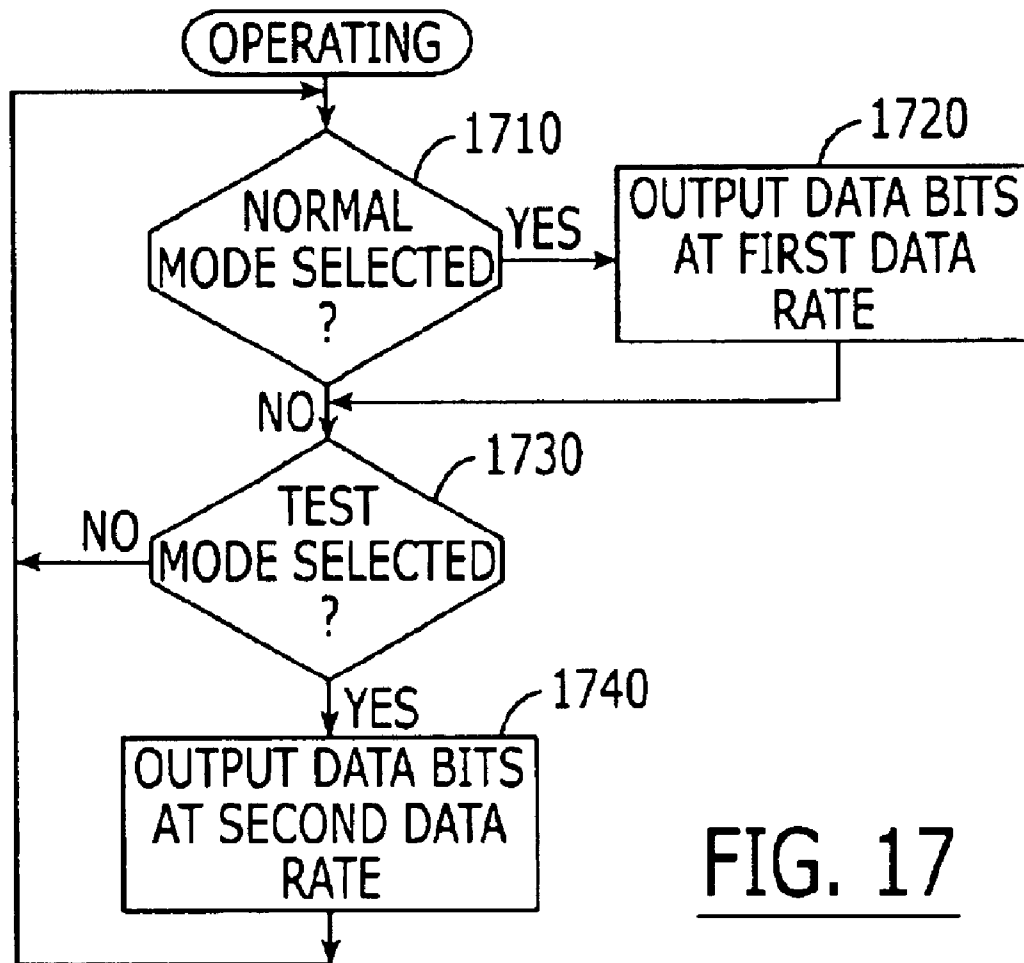 OPERATING
1710
NORMAL
MODE SELECTED
?
YES
1720
OUTPUT DATA BITS
AT FIRST DATA
RATE
NO
1730
TEST
MODE SELECTED
?
NO
YES
1740
OUTPUT DATA BITS
AT SECOND DATA
RATE
FIG. 17